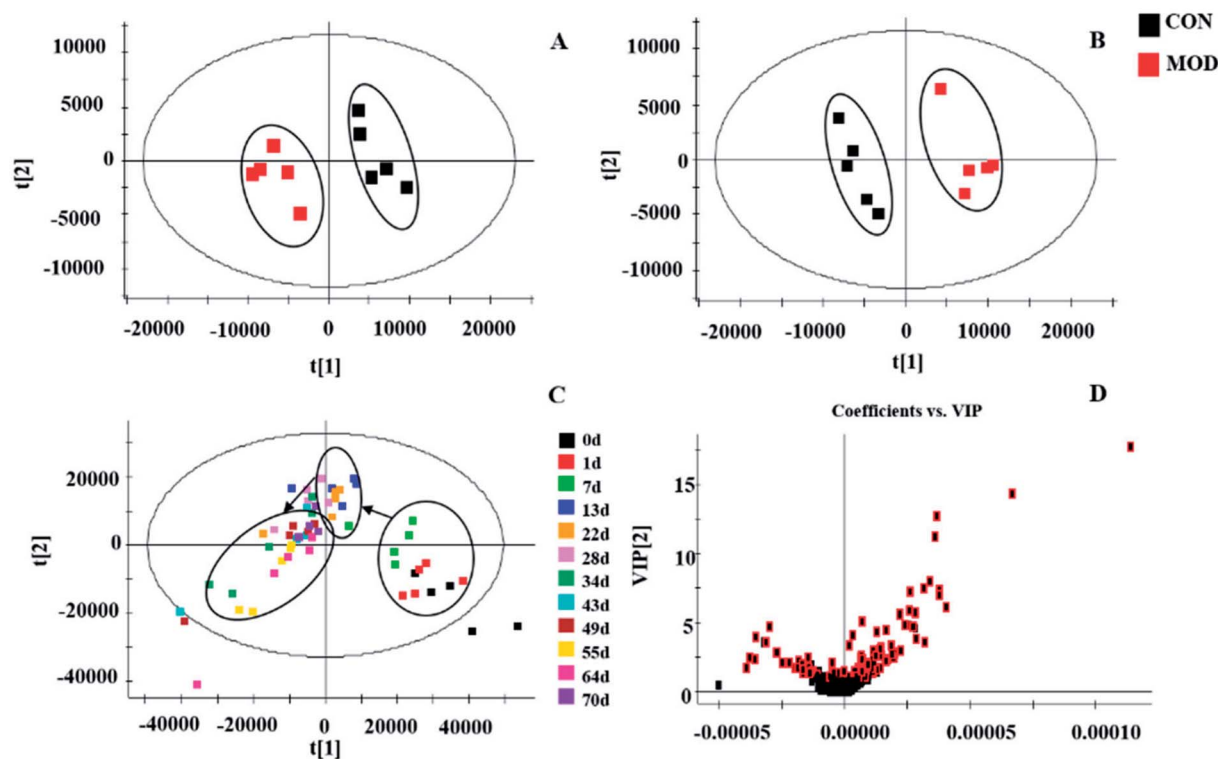 A
10000
5000
0
-5000
-10000
t[2]
-20000 -10000 0 10000 20000
t[1]
B
10000
5000
0
-5000
-10000
t[2]
-20000 -10000 0 10000 20000
t[1]
CON
MOD
C
20000
0
-20000
-40000
t[2]
-40000 -20000 0 20000 40000
t[1]
0d
1d
7d
13d
22d
28d
34d
43d
49d
55d
64d
70d
D
Coefficients vs. VIP
15
10
5
0
VIP[2]
-0.00005 0.00000 0.00005 0.00010